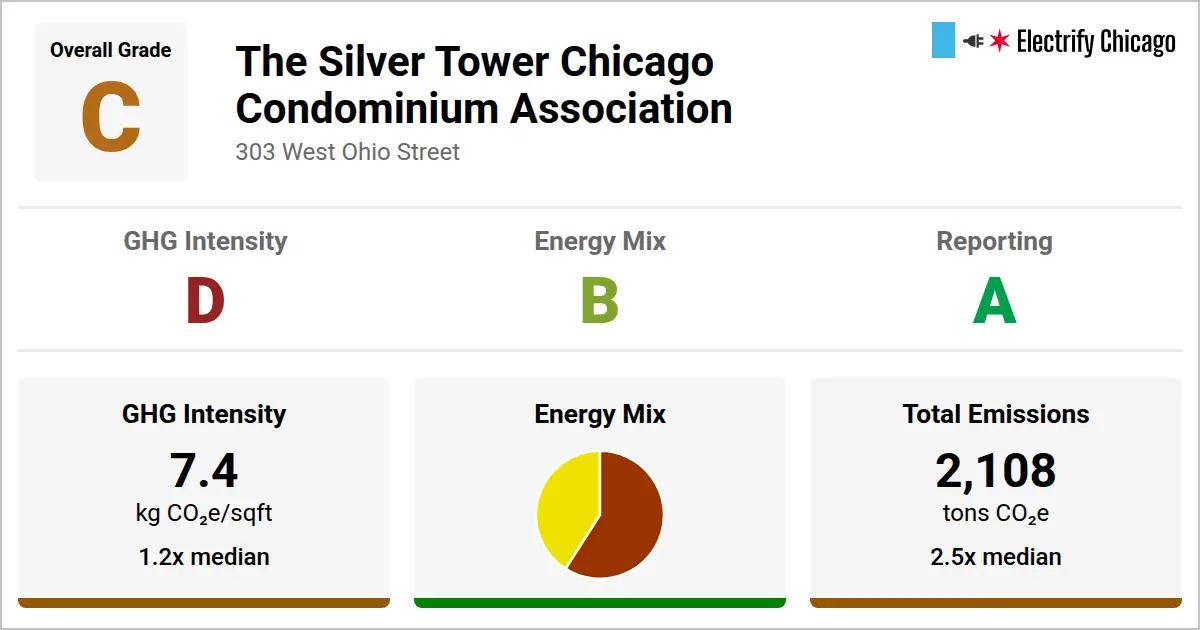 Overall Grade
C
The Silver Tower Chicago
Condominium Association
303 West Ohio Street
Electrify Chicago
GHG Intensity
D
Energy Mix
B
Reporting
A
GHG Intensity
7.4
kg CO₂e/sqft
1.2x median
Energy Mix
Total Emissions
2,108
tons CO₂e
2.5x median